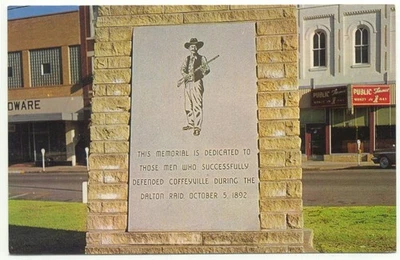 DWARE
PUBLIC
PUBLIC
THIS MEMORIAL IS DEDICATED TO
THOSE MEN WHO SUCCESSFULLY
DEFENDED COFFEYVILLE DURING THE
DALTON RAID, OCTOBER 5, 1892.